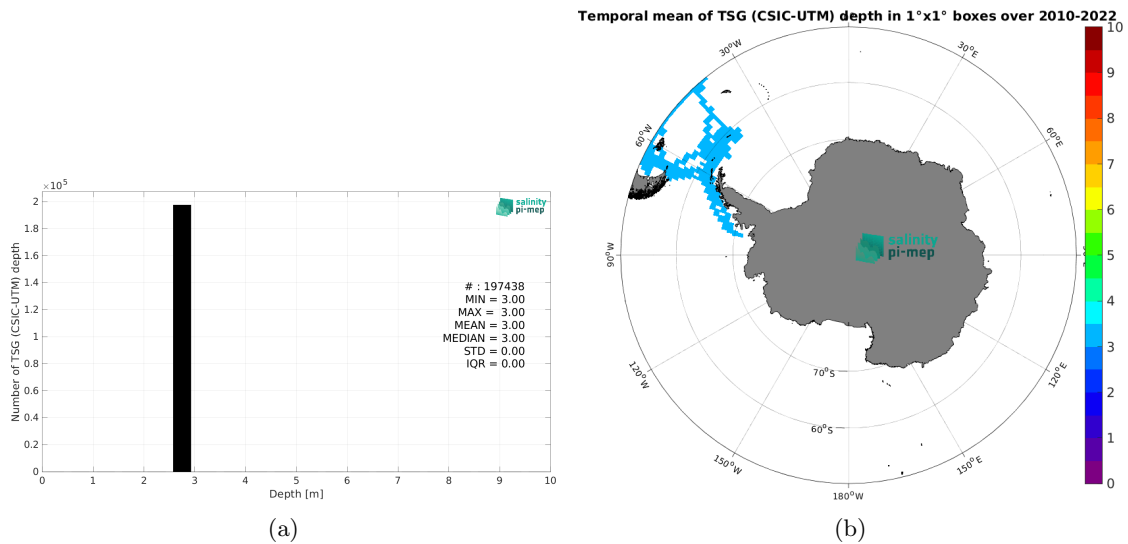 Temporal mean of TSG (CSIC-UTM) depth in 1°x1° boxes over 2010-2022
×10⁵
2
1.8
1.6
1.4
1.2
1
0.8
0.6
0.4
0.2
0
Number of TSG (CSIC-UTM) depth
salinity
pi-mep
# : 197438
MIN = 3.00
MAX = 3.00
MEAN = 3.00
MEDIAN = 3.00
STD = 0.00
IQR = 0.00
0 1 2 3 4 5 6 7 8 9 10
Depth [m]
(a)
30°W
30°E
60°W
60°E
90°W
salinity
pi-mep
120°W
120°E
70°S
60°S
150°W
150°E
180°W
10
9
8
7
6
5
4
3
2
1
0
(b)